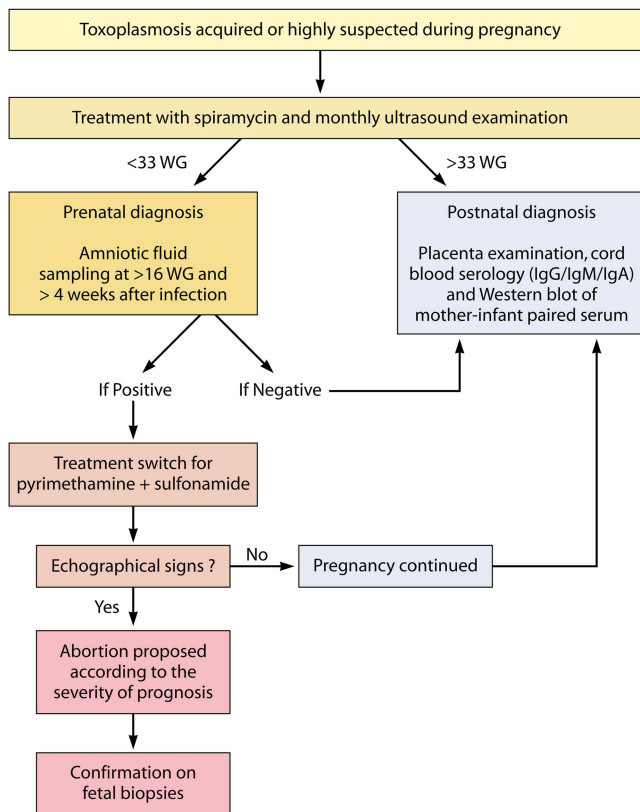 Toxoplasmosis acquired or highly suspected during pregnancy
Treatment with spiramycin and monthly ultrasound examination
<33 WG
>33 WG
Prenatal diagnosis
Amniotic fluid
sampling at >16 WG and
> 4 weeks after infection
Postnatal diagnosis
Placenta examination, cord
blood serology (IgG/IgM/IgA)
and Western blot of
mother-infant paired serum
If Positive
If Negative
Treatment switch for
pyrimethamine + sulfonamide
Echographical signs ?
No
Pregnancy continued
Yes
Abortion proposed
according to the
severity of prognosis
Confirmation on
fetal biopsies